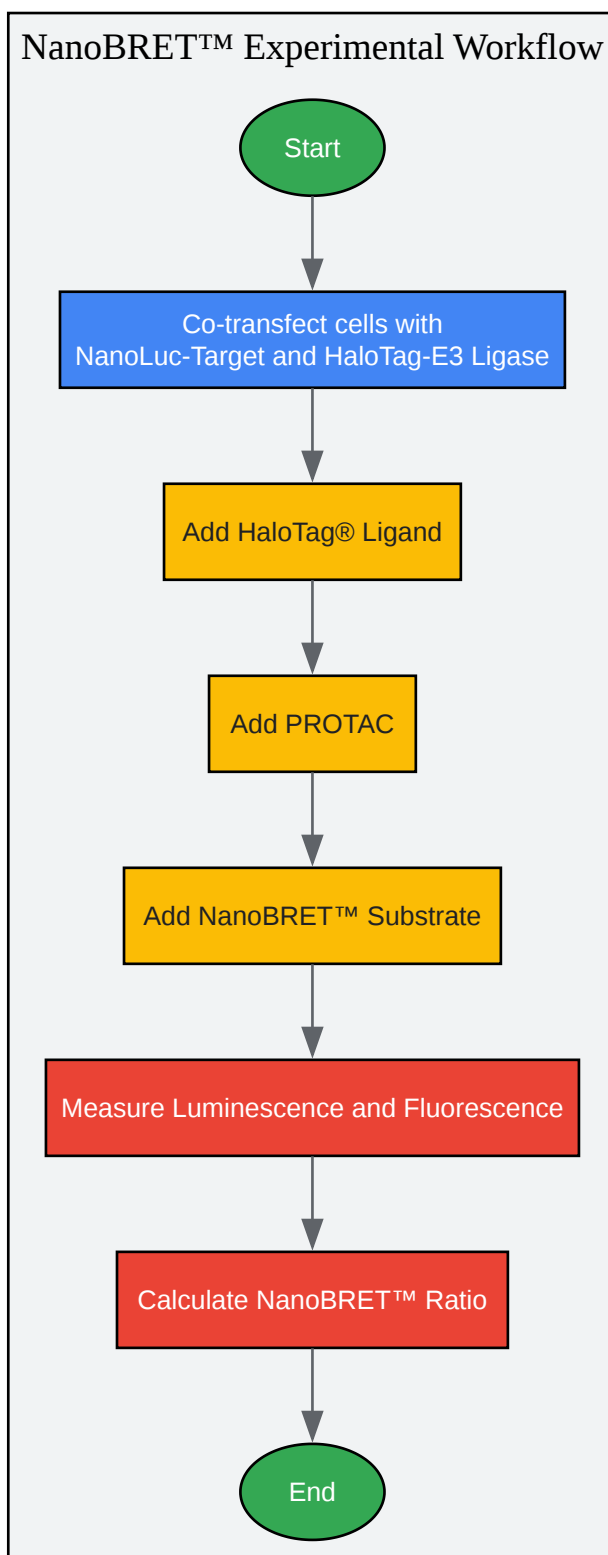 NanoBRET™ Experimental Workflow
Start
Co-transfect cells with
NanoLuc-Target and HaloTag-E3 Ligase
Add HaloTag® Ligand
Add PROTAC
Add NanoBRET™ Substrate
Measure Luminescence and Fluorescence
Calculate NanoBRET™ Ratio
End